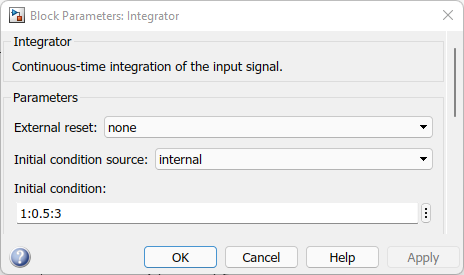 Block Parameters: Integrator
Integrator
Continuous-time integration of the input signal.
Parameters
External reset: none
Initial condition source: internal
Initial condition:
1:0.5:3
OK Cancel Help Apply